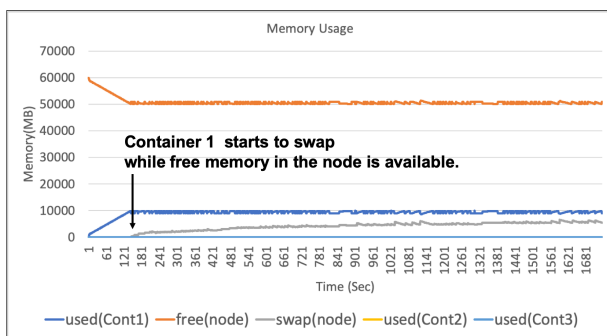 Memory Usage
70000
60000
50000
40000
30000
20000
10000
0
Memory(MB)
Container 1 starts to swap
while free memory in the node is available.
1 61 121 181 241 301 361 421 481 541 601 661 721 781 841 901 961 1021 1081 1141 1201 1261 1321 1381 1441 1501 1561 1621 1681
Time (Sec)
used(Cont1) free(node) swap(node) used(Cont2) used(Cont3)